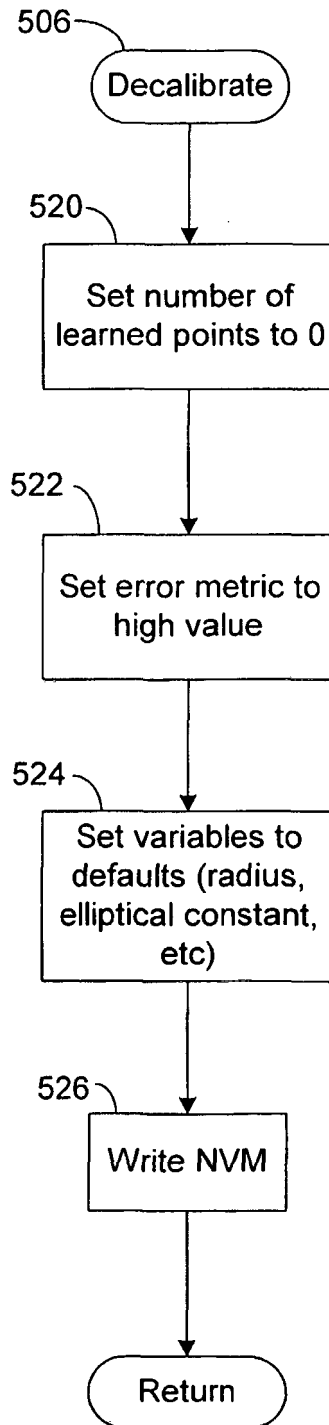 506
Decalibrate
520
Set number of
learned points to 0
522
Set error metric to
high value
524
Set variables to
defaults (radius,
elliptical constant,
etc)
526
Write NVM
Return